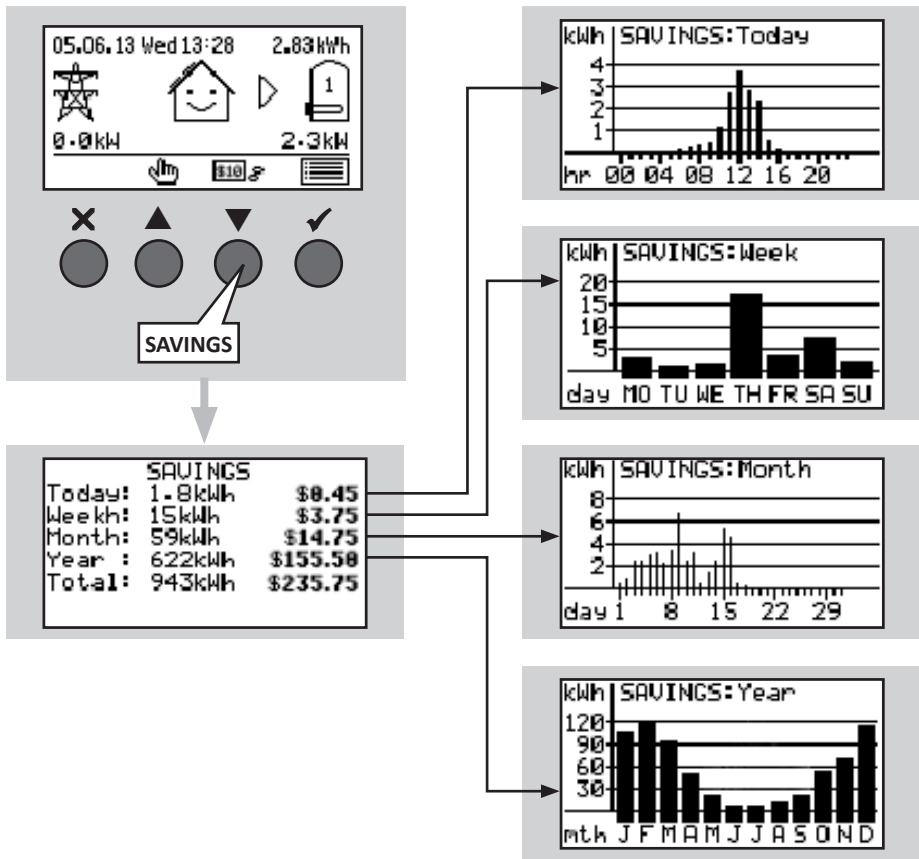 05.06.13 Wed 13:28 2.83kWh
1
0.0kW 2.3kW
$10
SAVINGS
SAVINGS
Today: 1.8kWh $0.45
Weekh: 15kWh $3.75
Month: 59kWh $14.75
Year : 622kWh $155.58
Total: 943kWh $235.75
kWh SAVINGS:Today
4
3
2
1
hr 00 04 08 12 16 20
kWh SAVINGS:Week
20
15
10
5
day MO TU WE TH FR SA SU
kWh SAVINGS:Month
8
6
4
2
day 1 8 15 22 29
kWh SAVINGS:Year
120
90
60
30
mth J F M A M J J A S O N D